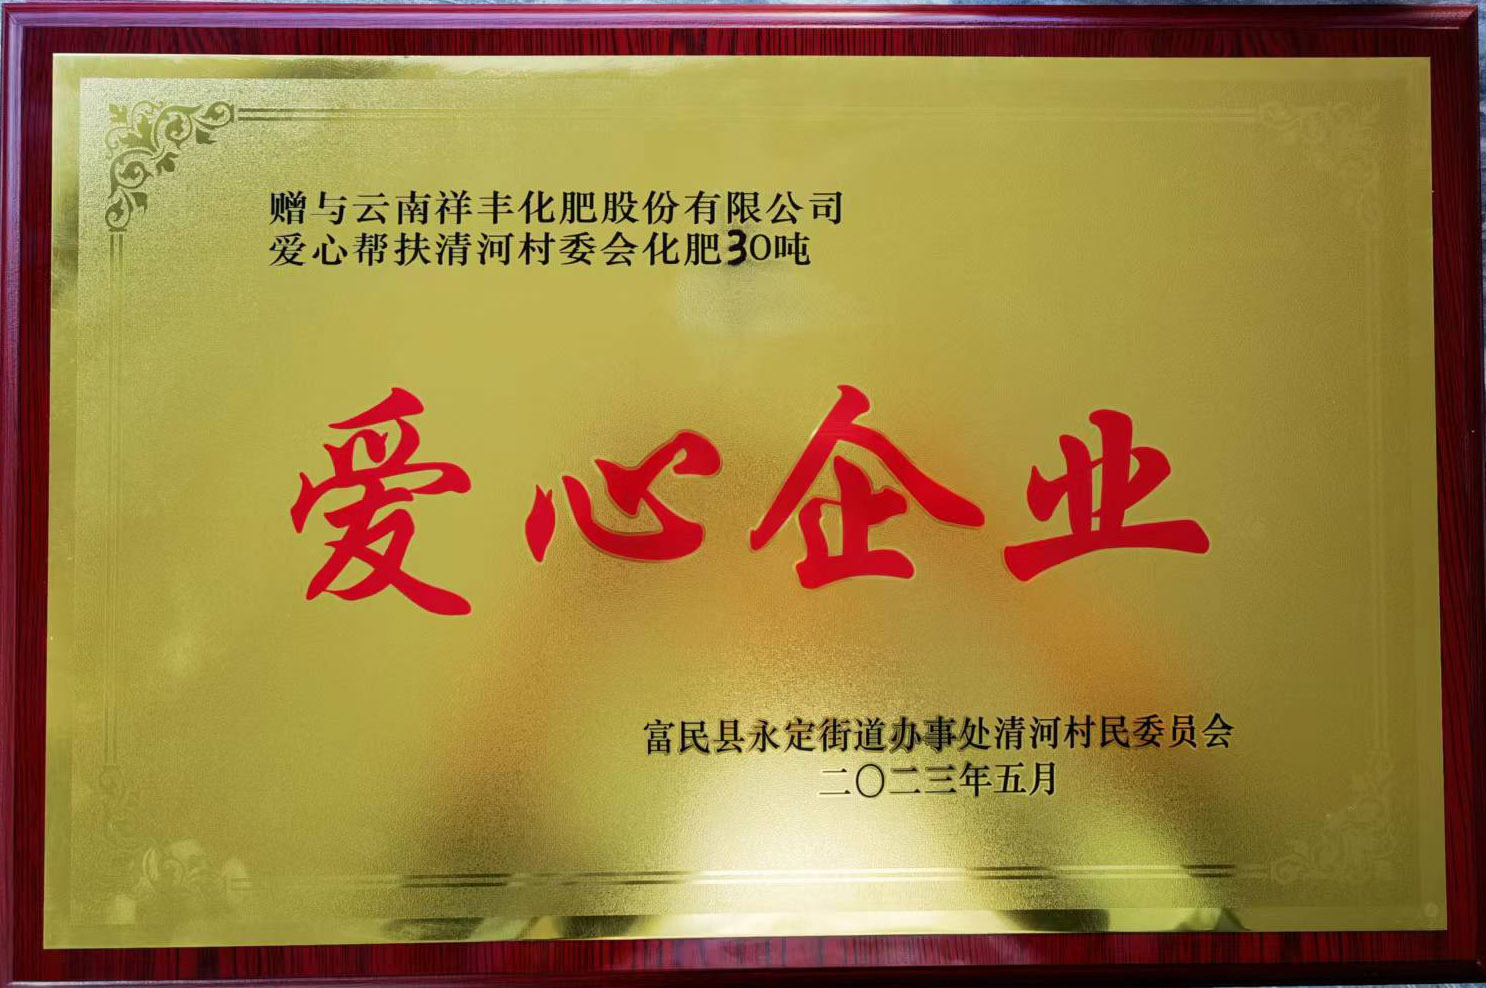 赠与云南祥丰化肥股份有限公司
爱心帮扶清河村委会化肥30吨
爱心企业
富民县永定街道办事处清河村民委员会
二〇二三年五月